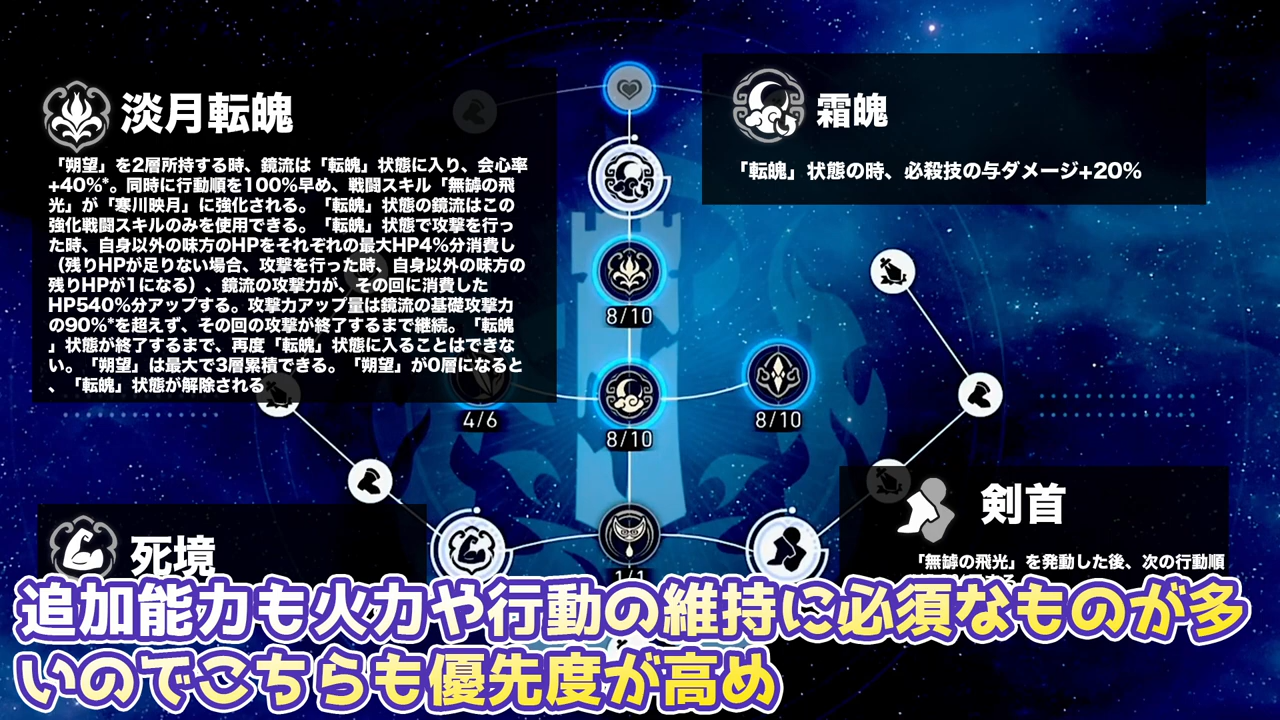 淡月転魄
「朔望」を2層所持する時、鏡流は「転魄」状態に入り、会心率
+40%*。同時に行動順を100%早め、戦闘スキル「無罅の飛
光」が「寒川映月」に強化される。「転魄」状態の鏡流はこの
強化戦闘スキルのみを使用できる。「転魄」状態で攻撃を行っ
た時、自身以外の味方のHPをそれぞれの最大HP4%分消費し
（残りHPが足りない場合、攻撃を行った時、自身以外の味方の
残りHPが1になる）、鏡流の攻撃力が、その回に消費した
HP540%分アップする。攻撃力アップ量は鏡流の基礎攻撃力
の90%*を超えず、その回の攻撃が終了するまで継続。「転魄
」状態が終了するまで、再度「転魄」状態に入ることはできな
い。「朔望」は最大で3層累積できる。「朔望」が0層になると
、「転魄」状態が解除される
霜魄
「転魄」状態の時、必殺技の与ダメージ+20%
8/10
4/6
8/10
8/10
剣首
「無罅の飛光」を発動した後、次の行動順
死境
1/1
追加能力も火力や行動の維持に必須なものが多
いのでこちらも優先度が高め